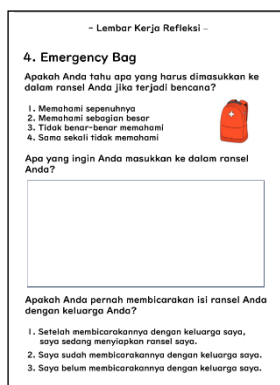 - Lembar Kerja Refleksi -
4. Emergency Bag
Apakah Anda tahu apa yang harus dimasukkan ke
dalam ransel Anda jika terjadi bencana?
1. Memahami sepenuhnya
2. Memahami sebagian besar
3. Tidak benar-benar memahami
4. Sama sekali tidak memahami
Apa yang ingin Anda masukkan ke dalam ransel
Anda?
Apakah Anda pernah membicarakan isi ransel Anda
dengan keluarga Anda?
1. Setelah membicarakannya dengan keluarga saya,
saya sedang menyiapkan ransel saya.
2. Saya sudah membicarakannya dengan keluarga saya.
3. Saya belum membicarakannya dengan keluarga saya.